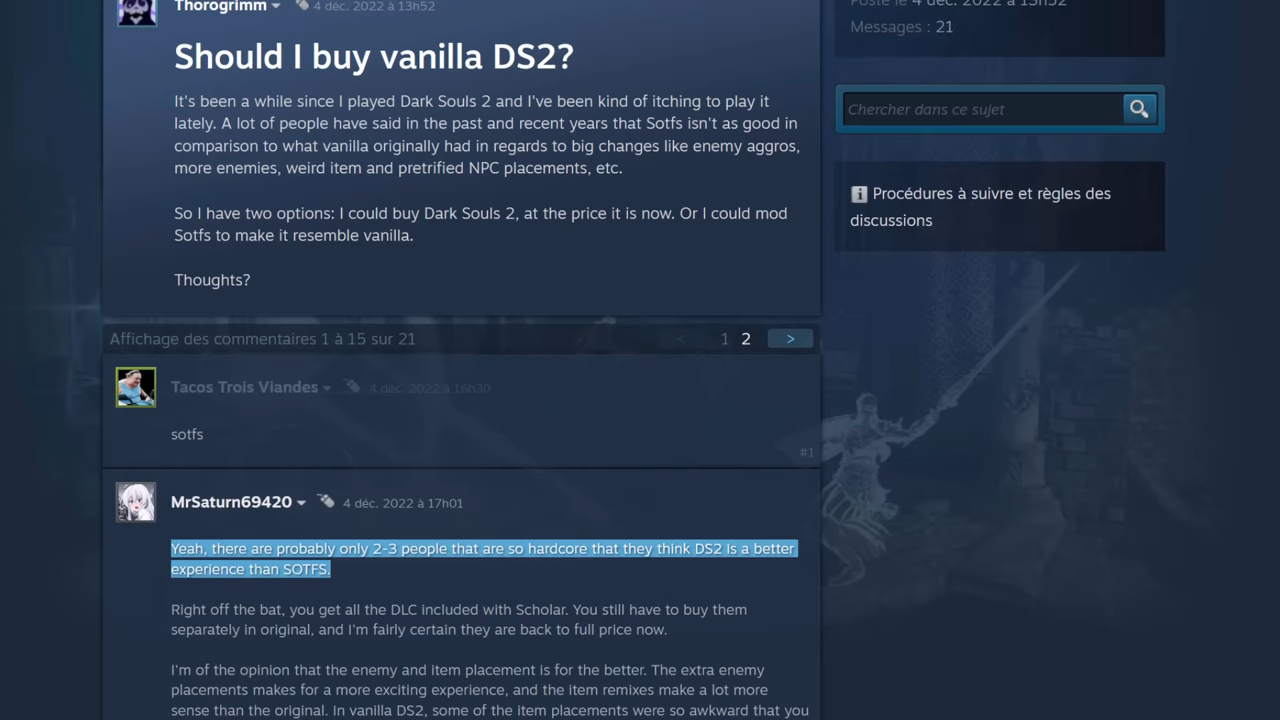 Thorogrimm
4 déc. 2022 à 13h52
Should I buy vanilla DS2?
It's been a while since I played Dark Souls 2 and I've been kind of itching to play it
lately. A lot of people have said in the past and recent years that Sotfs isn't as good in
comparison to what vanilla originally had in regards to big changes like enemy aggros,
more enemies, weird item and pretrified NPC placements, etc.
So I have two options: I could buy Dark Souls 2, at the price it is now. Or I could mod
Sotfs to make it resemble vanilla.
Thoughts?
Posté le 4 déc. 2022 à 13h52
Messages : 21
Chercher dans ce sujet
Procédures à suivre et règles des
discussions
Affichage des commentaires 1 à 15 sur 21
< 1 2 >
Tacos Trois Viandes
4 déc. 2022 à 16h30
sotfs
#1
MrSaturn69420
4 déc. 2022 à 17h01
Yeah, there are probably only 2-3 people that are so hardcore that they think DS2 is a better
experience than SOTFS.
Right off the bat, you get all the DLC included with Scholar. You still have to buy them
separately in original, and I'm fairly certain they are back to full price now.
I'm of the opinion that the enemy and item placement is for the better. The extra enemy
placements makes for a more exciting experience, and the item remixes make a lot more
sense than the original. In vanilla DS2, some of the item placements were so awkward that you